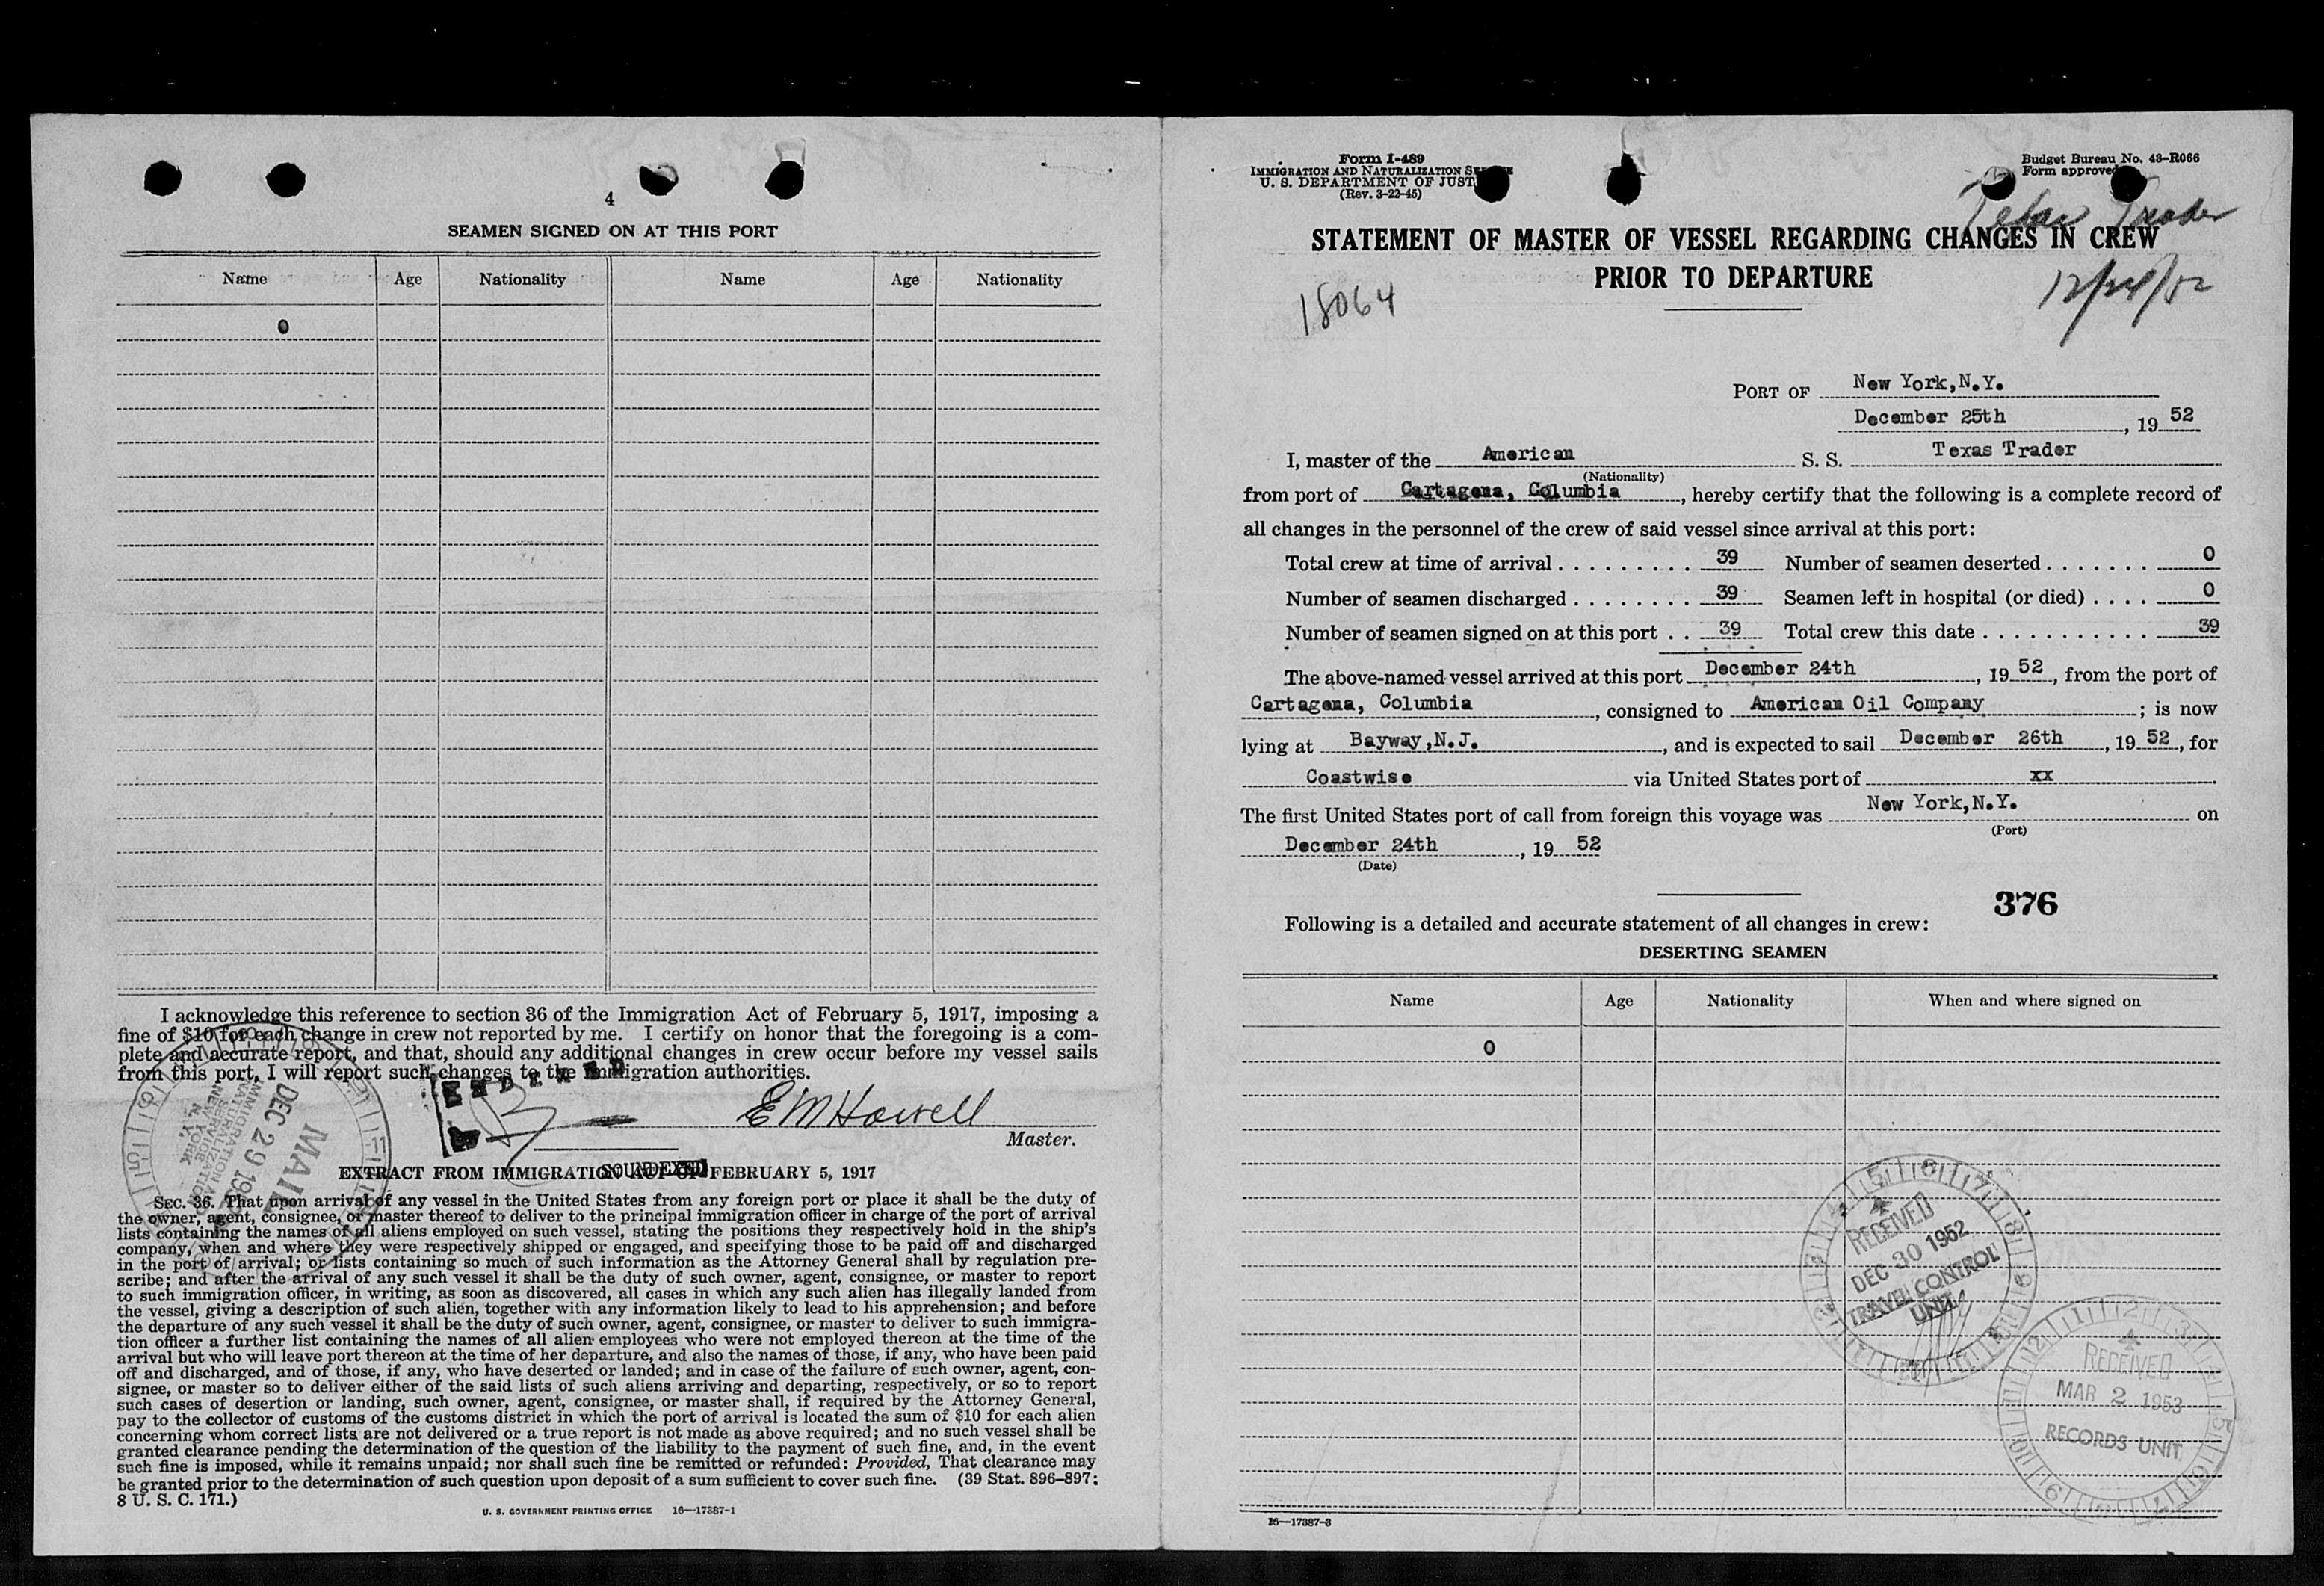 4
SEAMEN SIGNED ON AT THIS PORT
Name Age Nationality Name Age Nationality
0
I acknowledge this reference to section 36 of the Immigration Act of February 5, 1917, imposing a
fine of $10 for each change in crew not reported by me. I certify on honor that the foregoing is a com-
plete and accurate report, and that, should any additional changes in crew occur before my vessel sails
from this port, I will report such changes to the immigration authorities.
INDEXED
E M Howell
Master.
MAIL
DEC 29 195
IMMIGRATION AND
NATURALIZATION
SERVICE
NEW YORK
N. Y.
SOUNDEXED
EXTRACT FROM IMMIGRATION ACT OF FEBRUARY 5, 1917
SEC. 36. That upon arrival of any vessel in the United States from any foreign port or place it shall be the duty of
the owner, agent, consignee, or master thereof to deliver to the principal immigration officer in charge of the port of arrival
lists containing the names of all aliens employed on such vessel, stating the positions they respectively hold in the ship's
company, when and where they were respectively shipped or engaged, and specifying those to be paid off and discharged
in the port of arrival; or lists containing so much of such information as the Attorney General shall by regulation pre-
scribe; and after the arrival of any such vessel it shall be the duty of such owner, agent, consignee, or master to report
to such immigration officer, in writing, as soon as discovered, all cases in which any such alien has illegally landed from
the vessel, giving a description of such alien, together with any information likely to lead to his apprehension; and before
the departure of any such vessel it shall be the duty of such owner, agent, consignee, or master to deliver to such immigra-
tion officer a further list containing the names of all alien employees who were not employed thereon at the time of the
arrival but who will leave port thereon at the time of her departure, and also the names of those, if any, who have been paid
off and discharged, and of those, if any, who have deserted or landed; and in case of the failure of such owner, agent, con-
signee, or master so to deliver either of the said lists of such aliens arriving and departing, respectively, or so to report
such cases of desertion or landing, such owner, agent, consignee, or master shall, if required by the Attorney General,
pay to the collector of customs of the customs district in which the port of arrival is located the sum of $10 for each alien
concerning whom correct lists are not delivered or a true report is not made as above required; and no such vessel shall be
granted clearance pending the determination of the question of the liability to the payment of such fine, and, in the event
such fine is imposed, while it remains unpaid; nor shall such fine be remitted or refunded: Provided, That clearance may
be granted prior to the determination of such question upon deposit of a sum sufficient to cover such fine. (39 Stat. 896-897;
8 U. S. C. 171.)
U. S. GOVERNMENT PRINTING OFFICE 16—17387-1
Form I-489
IMMIGRATION AND NATURALIZATION
U. S. DEPARTMENT OF JUST
(Rev. 3-22-45)
Budget Bureau No. 43-R066
Form approved
Texas Trader
STATEMENT OF MASTER OF VESSEL REGARDING CHANGES IN CREW
PRIOR TO DEPARTURE
12/24/52
18064
PORT OF New York,N.Y.
December 25th, 19 52
I, master of the American S. S. Texas Trader
(Nationality)
from port of Cartagena, Columbia, hereby certify that the following is a complete record of
all changes in the personnel of the crew of said vessel since arrival at this port:
Total crew at time of arrival . . . . . . . . . 39 Number of seamen deserted . . . . . . . 0
Number of seamen discharged . . . . . . . . 39 Seamen left in hospital (or died) . . . . 0
Number of seamen signed on at this port . . 39 Total crew this date . . . . . . . . . . . 39
The above-named vessel arrived at this port December 24th, 19 52, from the port of
Cartagena, Columbia, consigned to American Oil Company; is now
lying at Bayway,N.J., and is expected to sail December 26th, 19 52, for
Coastwise via United States port of xx
The first United States port of call from foreign this voyage was New York,N.Y. on
(Port)
December 24th, 19 52
(Date)
376
Following is a detailed and accurate statement of all changes in crew:
DESERTING SEAMEN
Name Age Nationality When and where signed on
0
RECEIVED
DEC 30 1952
TRAVEL CONTROL
UNIT
RECEIVED
MAR 2 1953
RECORDS UNIT
16—17387-3